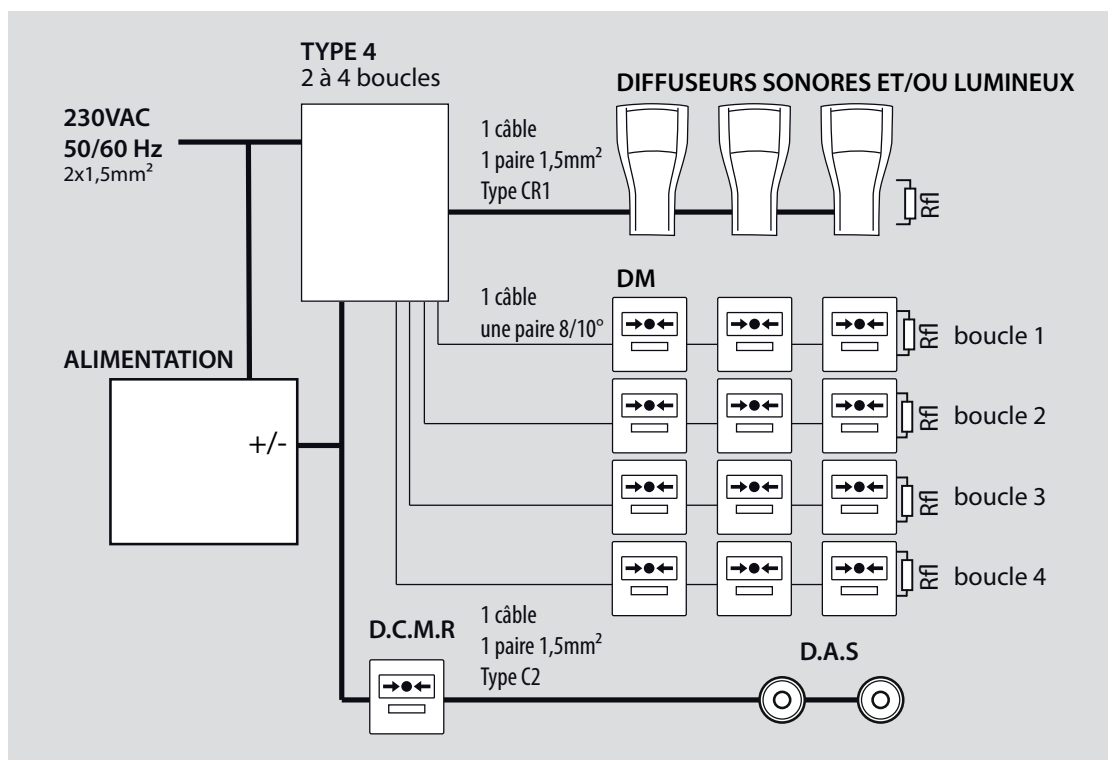 TYPE 4
2 à 4 boucles
230VAC
50/60 Hz
2x1,5mm²
1 câble
1 paire 1,5mm²
Type CR1
DIFFUSEURS SONORES ET/OU LUMINEUX
Rfl
DM
1 câble
une paire 8/10°
Rfl
boucle 1
ALIMENTATION
+/-
Rfl
boucle 2
Rfl
boucle 3
Rfl
boucle 4
D.C.M.R
1 câble
1 paire 1,5mm²
Type C2
D.A.S